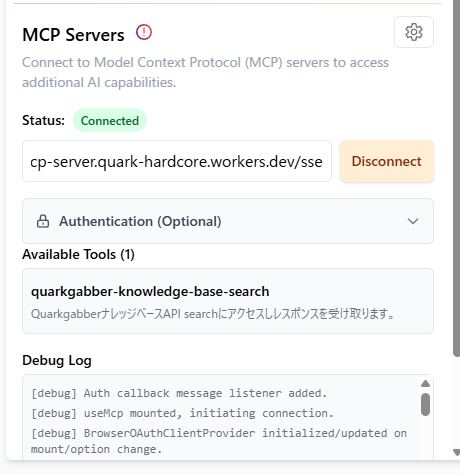 MCP Servers
Connect to Model Context Protocol (MCP) servers to access
additional AI capabilities.
Status: Connected
cp-server.quark-hardcore.workers.dev/sse
Disconnect
Authentication (Optional)
Available Tools (1)
quarkgabber-knowledge-base-search
QuarkgabberナレッジベースAPI searchにアクセスしレスポンスを受け取ります。
Debug Log
[debug] Auth callback message listener added.
[debug] useMcp mounted, initiating connection.
[debug] BrowserOAuthClientProvider initialized/updated on
mount/option change.